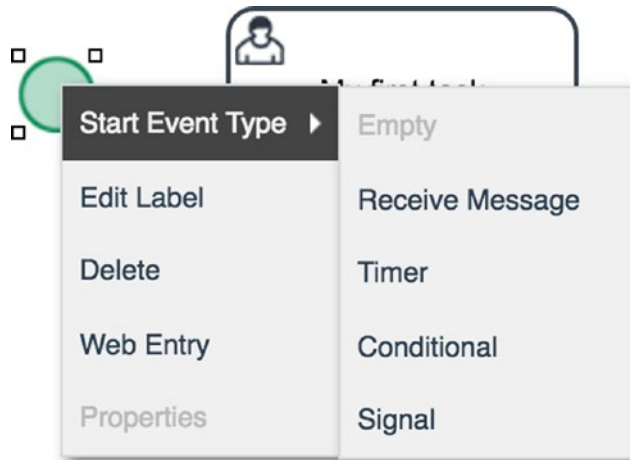 Start Event Type
Edit Label
Delete
Web Entry
Properties
Empty
Receive Message
Timer
Conditional
Signal